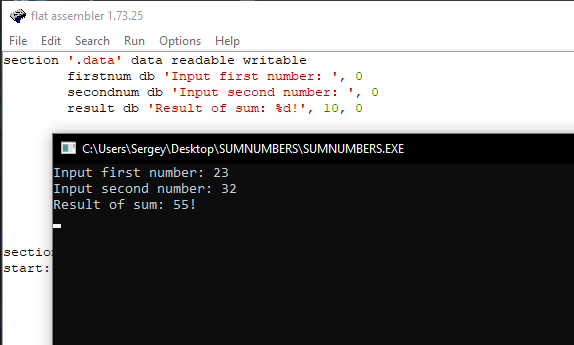 flat assembler 1.73.25
File Edit Search Run Options Help
section '.data' data readable writable
firstnum db 'Input first number: ', 0
secondnum db 'Input second number: ', 0
result db 'Result of sum: %d!', 10, 0
C:\Users\Sergey\Desktop\SUMNUMBERS\SUMNUMBERS.EXE
Input first number: 23
Input second number: 32
Result of sum: 55!
section
start: